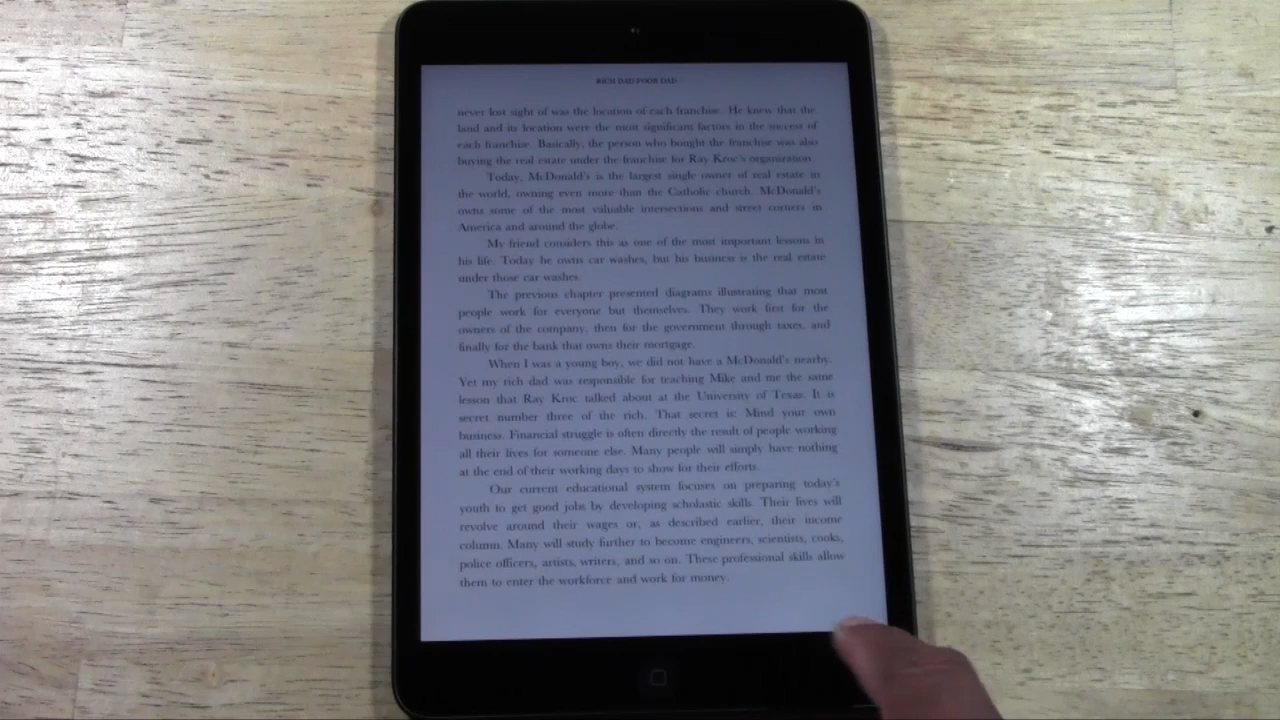 RICH DAD POOR DAD
never lost sight of was the location of each franchise. He knew that the
land and its location were the most significant factors in the success of
each franchise. Basically, the person who bought the franchise was also
buying the real estate under the franchise for Ray Kroc's organization.
Today, McDonald's is the largest single owner of real estate in
the world, owning even more than the Catholic church. McDonald's
owns some of the most valuable intersections and street corners in
America and around the globe.
My friend considers this as one of the most important lessons in
his life. Today he owns car washes, but his business is the real estate
under those car washes.
The previous chapter presented diagrams illustrating that most
people work for everyone but themselves. They work first for the
owners of the company, then for the government through taxes, and
finally for the bank that owns their mortgage.
When I was a young boy, we did not have a McDonald's nearby.
Yet my rich dad was responsible for teaching Mike and me the same
lesson that Ray Kroc talked about at the University of Texas. It is
secret number three of the rich. That secret is: Mind your own
business. Financial struggle is often directly the result of people working
all their lives for someone else. Many people will simply have nothing
at the end of their working days to show for their efforts.
Our current educational system focuses on preparing today's
youth to get good jobs by developing scholastic skills. Their lives will
revolve around their wages or, as described earlier, their income
column. Many will study further to become engineers, scientists, cooks,
police officers, artists, writers, and so on. These professional skills allow
them to enter the workforce and work for money.